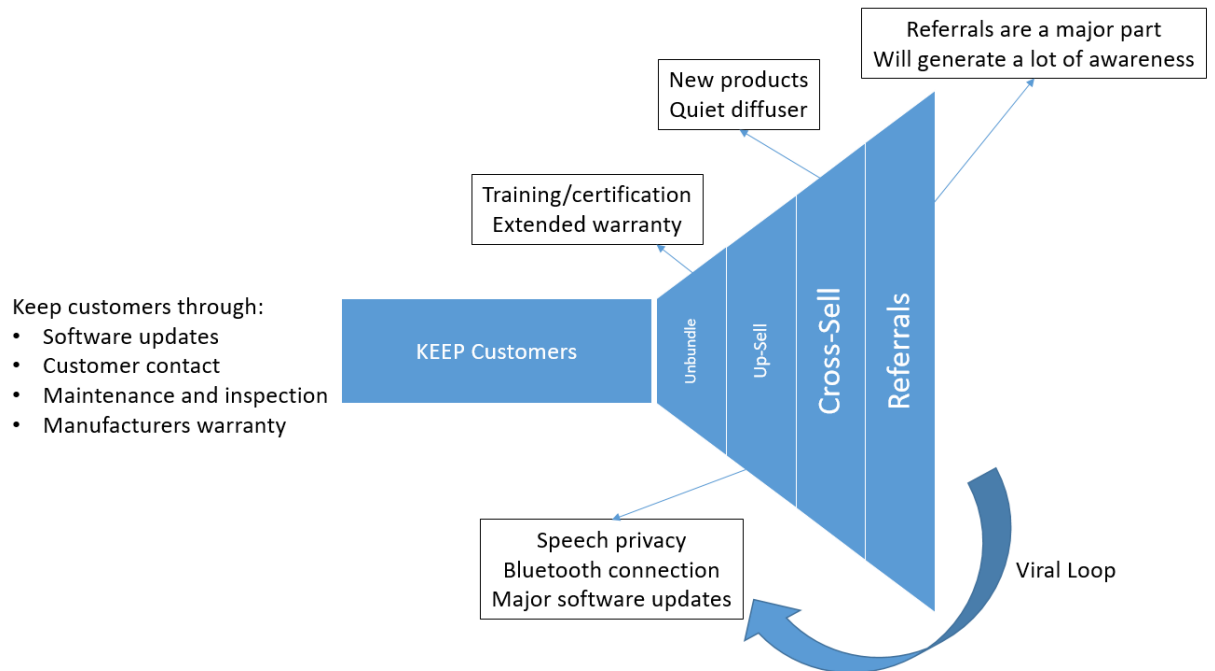 Referrals are a major part
Will generate a lot of awareness
New products
Quiet diffuser
Training/certification
Extended warranty
Keep customers through:
• Software updates
• Customer contact
• Maintenance and inspection
• Manufacturers warranty
KEEP Customers
Unbundle
Up-Sell
Cross-Sell
Referrals
Speech privacy
Bluetooth connection
Major software updates
Viral Loop